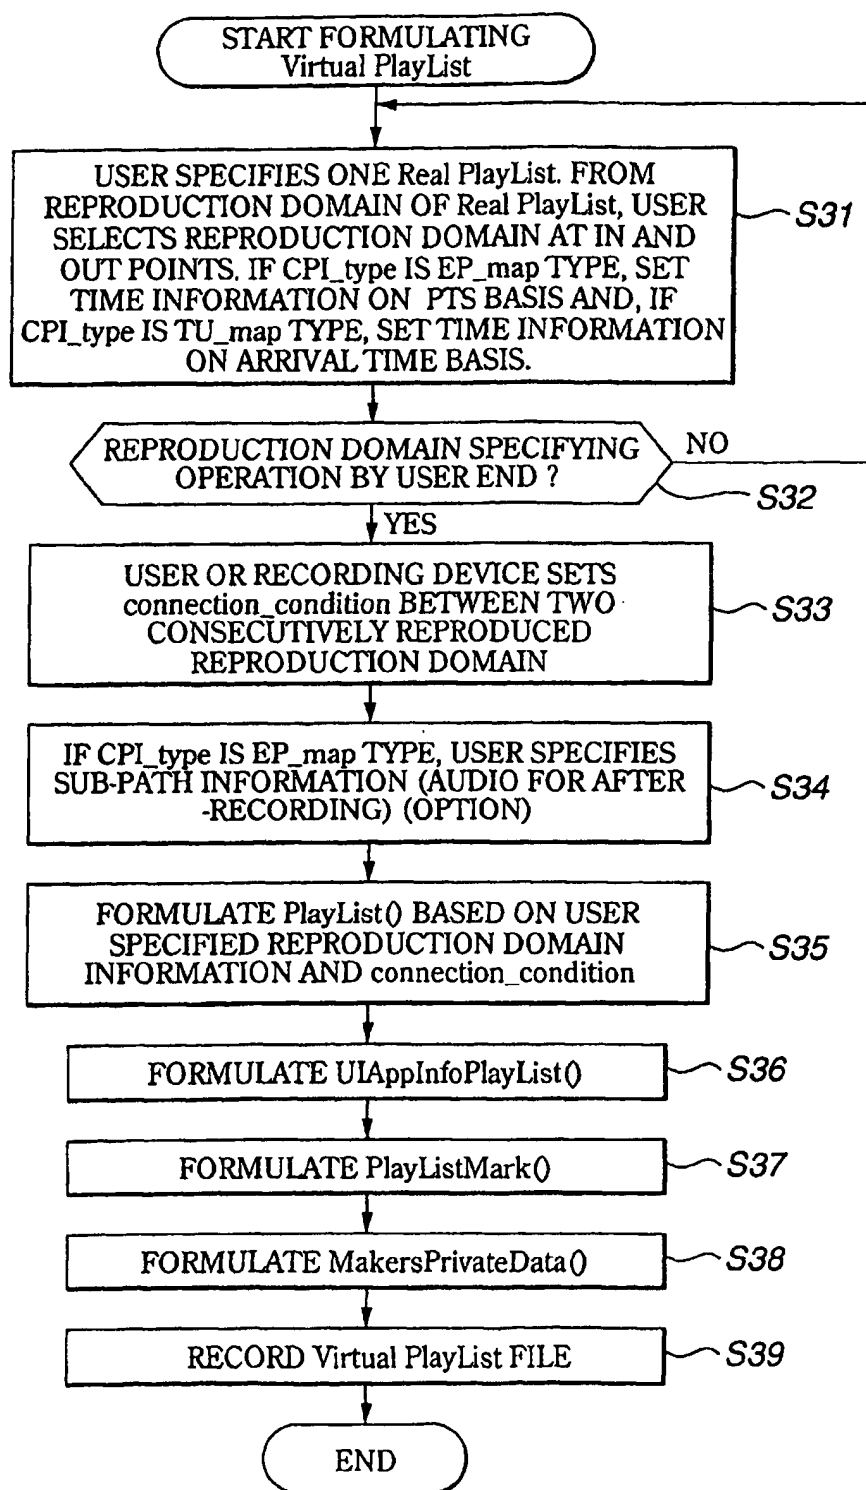 START FORMULATING
Virtual PlayList
USER SPECIFIES ONE Real PlayList. FROM
REPRODUCTION DOMAIN OF Real PlayList, USER
SELECTS REPRODUCTION DOMAIN AT IN AND
OUT POINTS. IF CPI_type IS EP_map TYPE, SET
TIME INFORMATION ON PTS BASIS AND, IF
CPI_type IS TU_map TYPE, SET TIME INFORMATION
ON ARRIVAL TIME BASIS.
S31
REPRODUCTION DOMAIN SPECIFYING
OPERATION BY USER END ?
NO
S32
YES
USER OR RECORDING DEVICE SETS
connection_condition BETWEEN TWO
CONSECUTIVELY REPRODUCED
REPRODUCTION DOMAIN
S33
IF CPI_type IS EP_map TYPE, USER SPECIFIES
SUB-PATH INFORMATION (AUDIO FOR AFTER
-RECORDING) (OPTION)
S34
FORMULATE PlayList() BASED ON USER
SPECIFIED REPRODUCTION DOMAIN
INFORMATION AND connection_condition
S35
FORMULATE UIAppInfoPlayList()
S36
FORMULATE PlayListMark()
S37
FORMULATE MakersPrivateData()
S38
RECORD Virtual PlayList FILE
S39
END